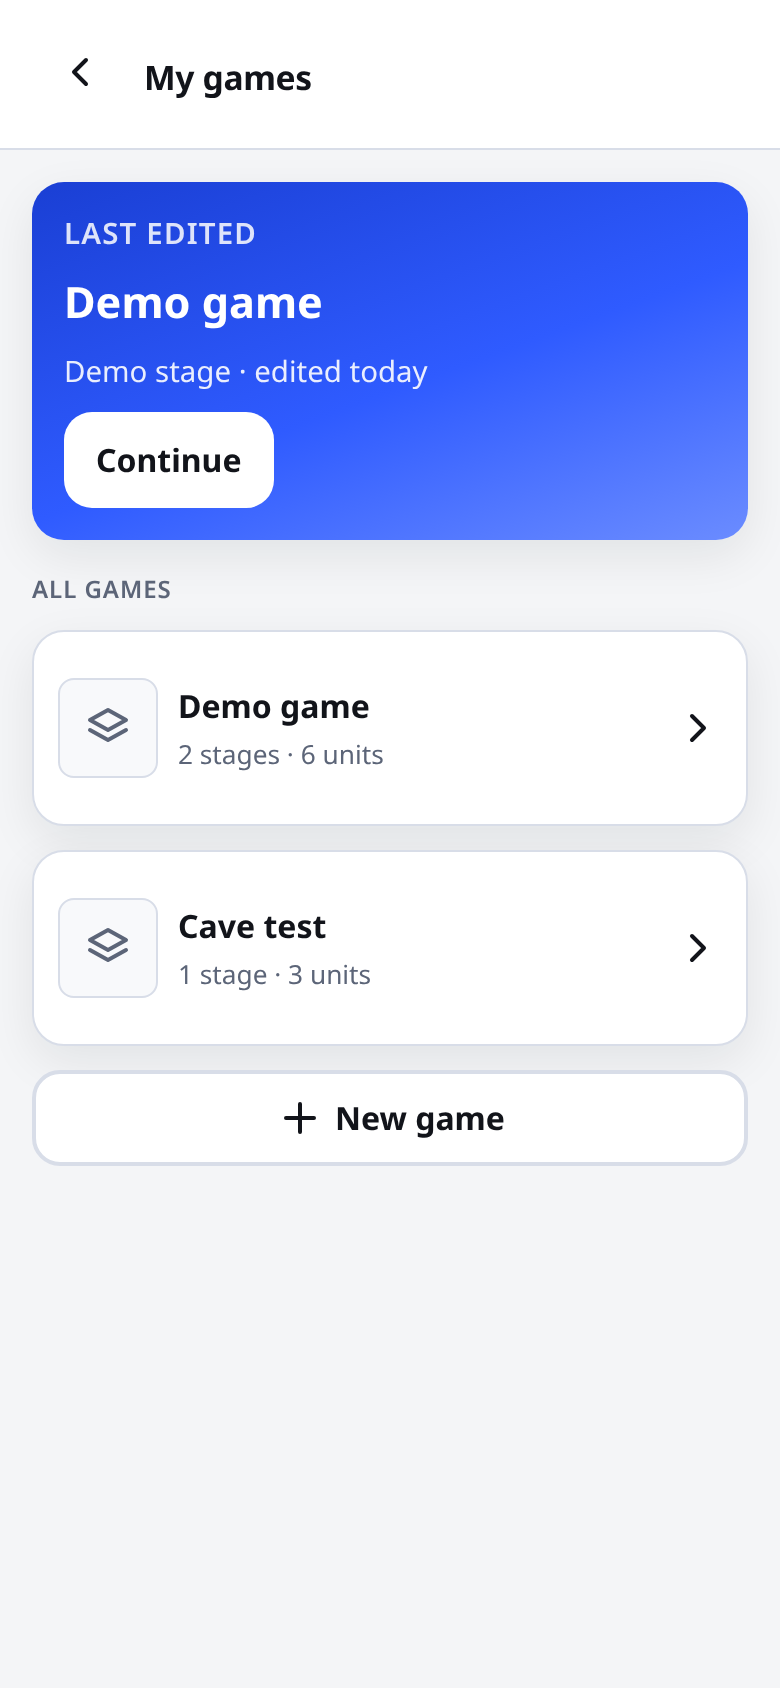 My games
LAST EDITED
Demo game
Demo stage · edited today
Continue
ALL GAMES
Demo game
2 stages · 6 units
Cave test
1 stage · 3 units
New game